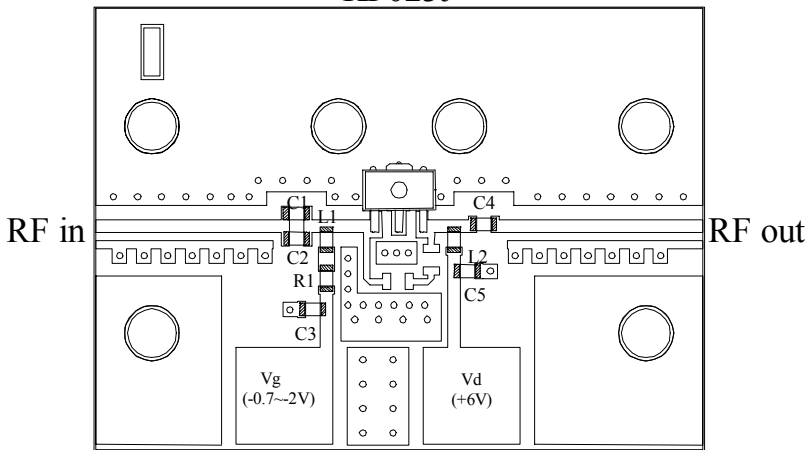 C1
C4
L1
RF in
RF out
C2
L2
R1
C5
C3
Vg
(-0.7~-2V)
Vd
(+6V)